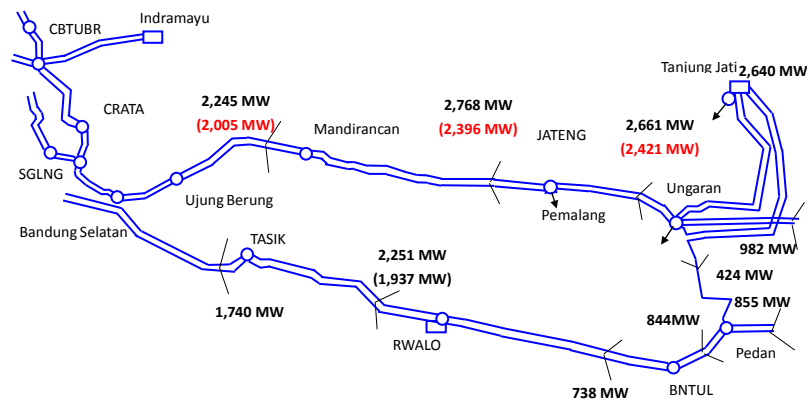 Indramayu
CBTUBR
Tanjung Jati
2,640 MW
CRATA
2,245 MW
(2,005 MW)
Mandirancan
2,768 MW
(2,396 MW)
JATENG
2,661 MW
(2,421 MW)
SGLNG
Ujung Berung
Pemalang
Ungaran
Bandung Selatan
TASIK
2,251 MW
(1,937 MW)
982 MW
424 MW
1,740 MW
855 MW
844MW
RWALO
Pedan
738 MW
BNTUL